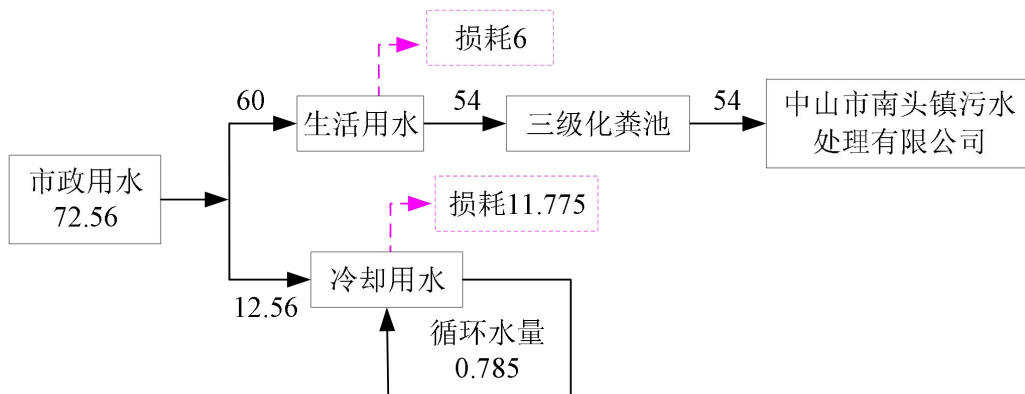 损耗6
60
生活用水
54
三级化粪池
54
中山市南头镇污水
处理有限公司
市政用水
72.56
损耗11.775
12.56
冷却用水
循环水量
0.785